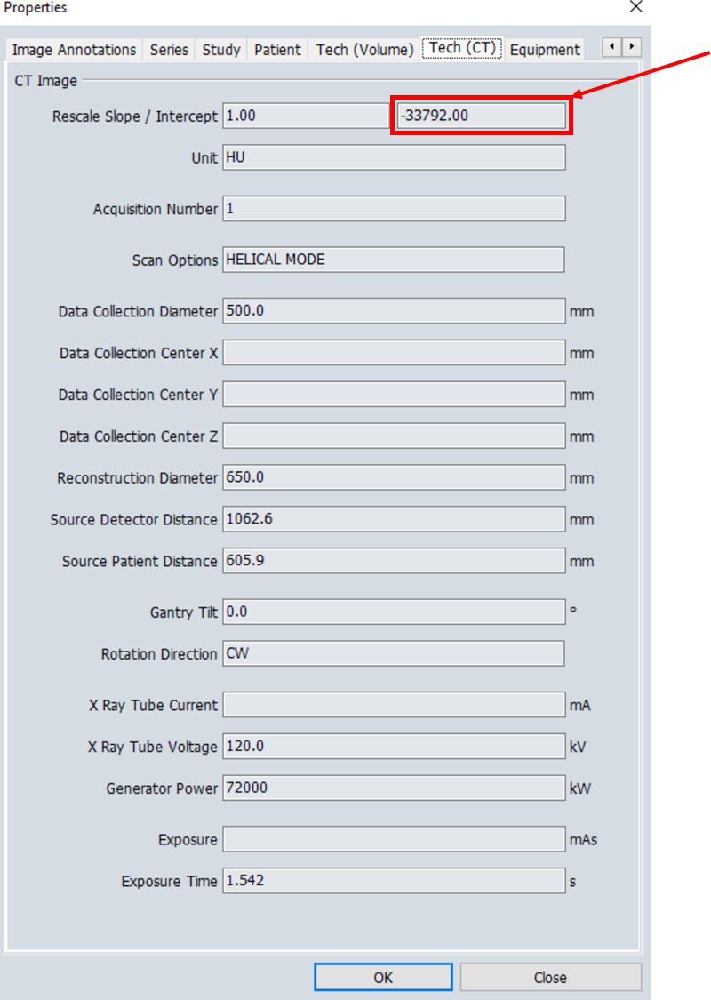 Properties
Image Annotations Series Study Patient Tech (Volume) Tech (CT) Equipment
CT Image
Rescale Slope / Intercept 1.00 -33792.00
Unit HU
Acquisition Number 1
Scan Options HELICAL MODE
Data Collection Diameter 500.0 mm
Data Collection Center X mm
Data Collection Center Y mm
Data Collection Center Z mm
Reconstruction Diameter 650.0 mm
Source Detector Distance 1062.6 mm
Source Patient Distance 605.9 mm
Gantry Tilt 0.0 °
Rotation Direction CW
X Ray Tube Current mA
X Ray Tube Voltage 120.0 kV
Generator Power 72000 kW
Exposure mAs
Exposure Time 1.542 s
OK Close